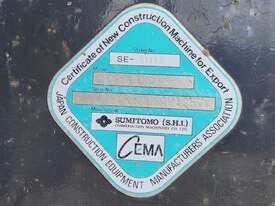 Certificate of New Construction Machine for Export
SE-
SUMITOMO (S.H.I.)
CONSTRUCTION MACHINERY CO., LTD.
CEMA
JAPAN CONSTRUCTION EQUIPMENT MANUFACTURERS ASSOCIATION